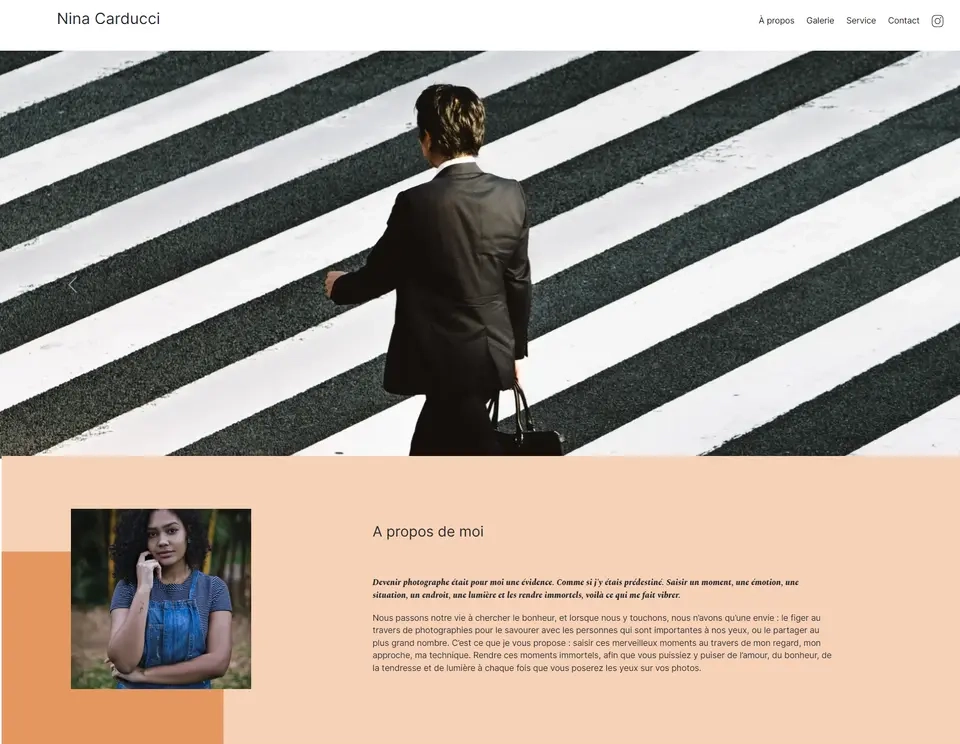 Nina Carducci
À propos Galerie Service Contact
A propos de moi
Devenir photographe était pour moi une évidence. Comme si j'y étais prédestiné. Saisir un moment, une émotion, une
situation, un endroit, une lumière et les rendre immortels, voilà ce qui me fait vibrer.
Nous passons notre vie à chercher le bonheur, et lorsque nous y touchons, nous n'avons qu'une envie : le figer au
travers de photographies pour le savourer avec les personnes qui sont importantes à nos yeux, ou le partager au
plus grand nombre. C'est ce que je vous propose : saisir ces merveilleux moments au travers de mon regard, mon
approche, ma technique. Rendre ces moments immortels, afin que vous puissiez y puiser de l'amour, du bonheur, de
la tendresse et de lumière à chaque fois que vous poserez les yeux sur vos photos.